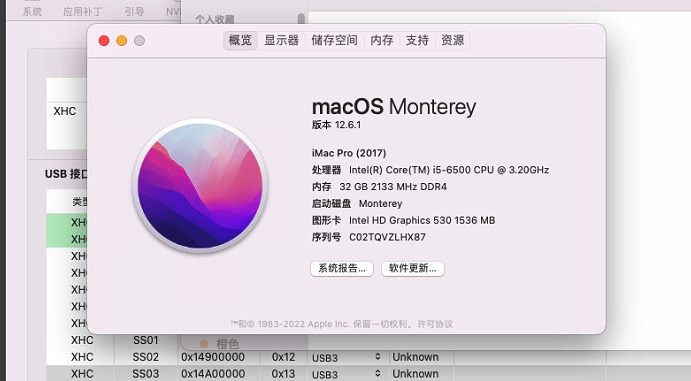 系统 应用补丁 引导 NV
个人收藏
概览 显示器 储存空间 内存 支持 资源
macOS Monterey
版本 12.6.1
iMac Pro (2017)
处理器 Intel(R) Core(TM) i5-6500 CPU @ 3.20GHz
内存 32 GB 2133 MHz DDR4
启动磁盘 Monterey
图形卡 Intel HD Graphics 530 1536 MB
序列号 C02TQVZLHX87
系统报告... 软件更新...
™和© 1983-2022 Apple Inc. 保留一切权利。许可协议
XHC
USB 接口
类型
XHC
XHC
XHC
XHC
XHC
XHC
XHC
XHC SS01
橙色
XHC SS02 0x14900000 0x12 USB3 Unknown
XHC SS03 0x14A00000 0x13 USB3 Unknown